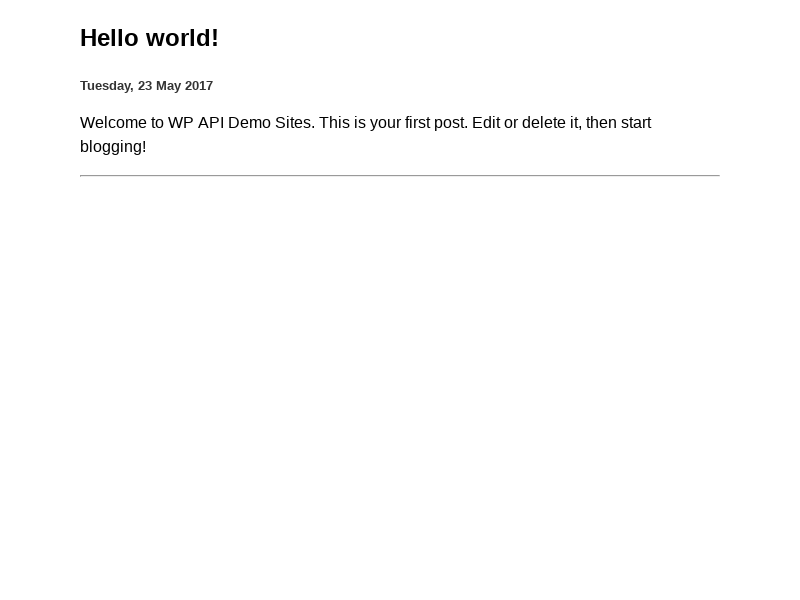 Hello world!
Tuesday, 23 May 2017
Welcome to WP API Demo Sites. This is your first post. Edit or delete it, then start
blogging!